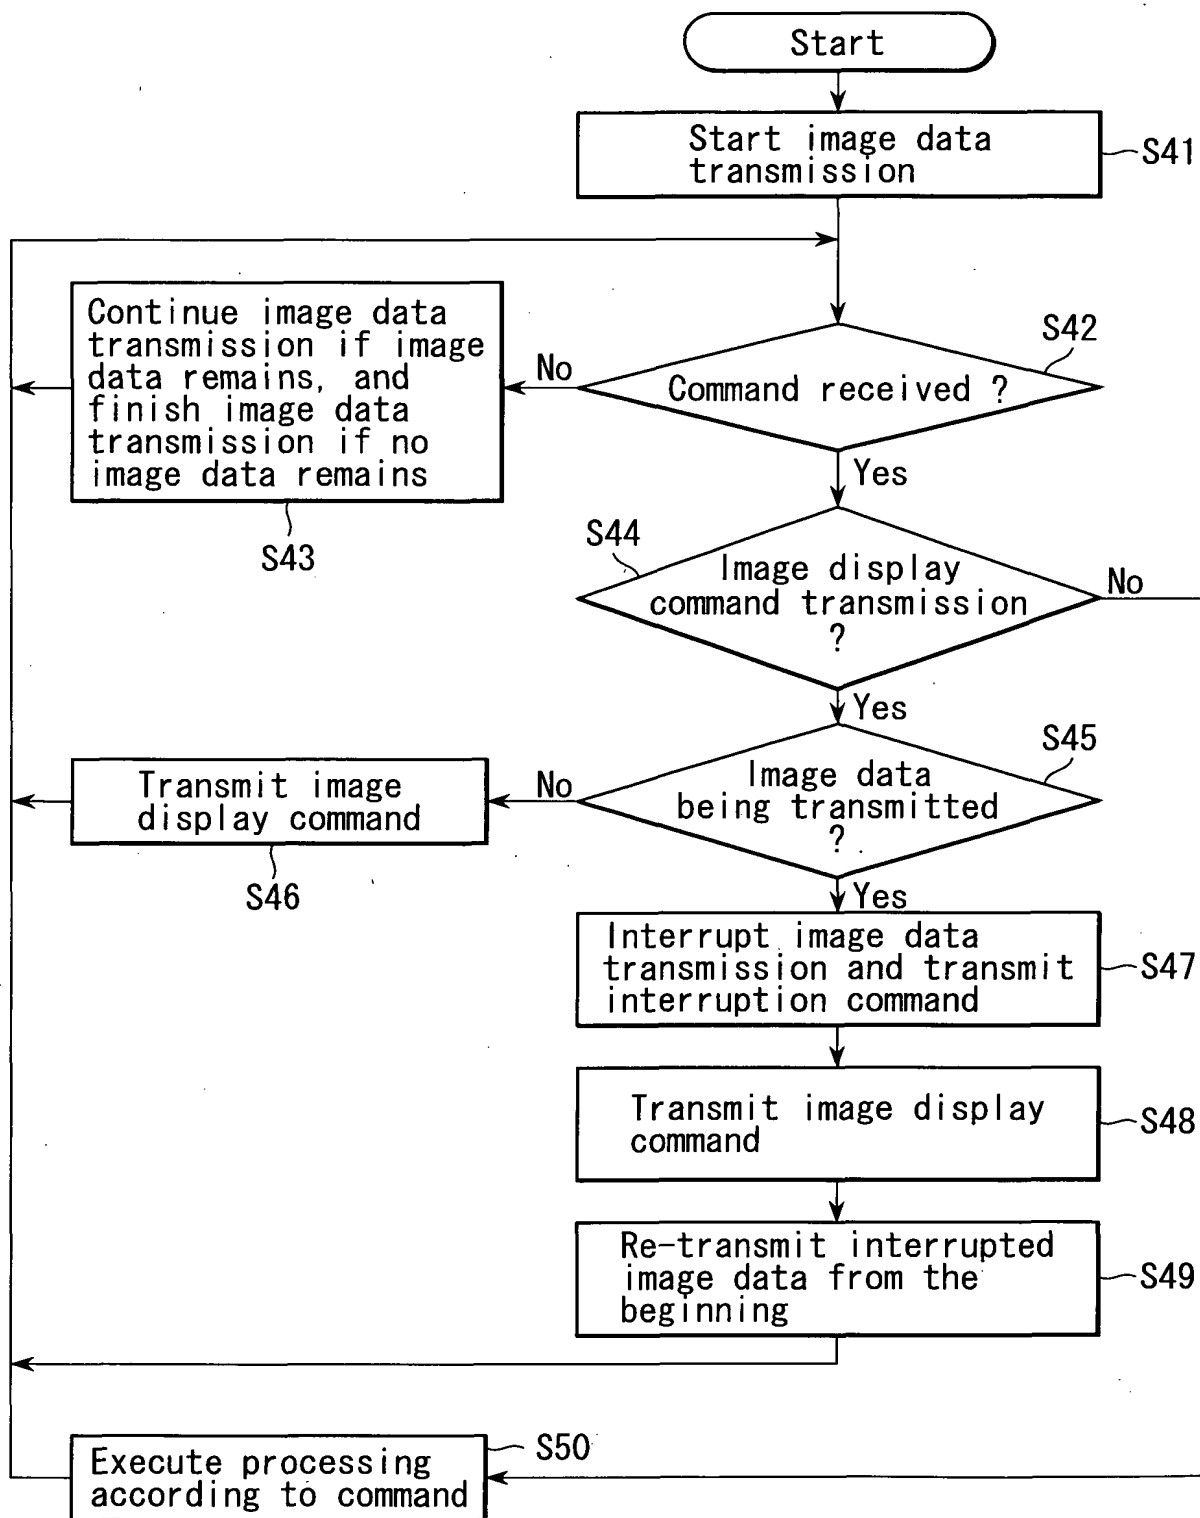 Start
Start image data
transmission
S41
Continue image data
transmission if image
data remains, and
finish image data
transmission if no
image data remains
S43
No
S42
Command received ?
Yes
S44
Image display
command transmission
?
No
Yes
S45
Image data
being transmitted
?
No
Transmit image
display command
S46
Yes
Interrupt image data
transmission and transmit
interruption command
S47
Transmit image display
command
S48
Re-transmit interrupted
image data from the
beginning
S49
S50
Execute processing
according to command